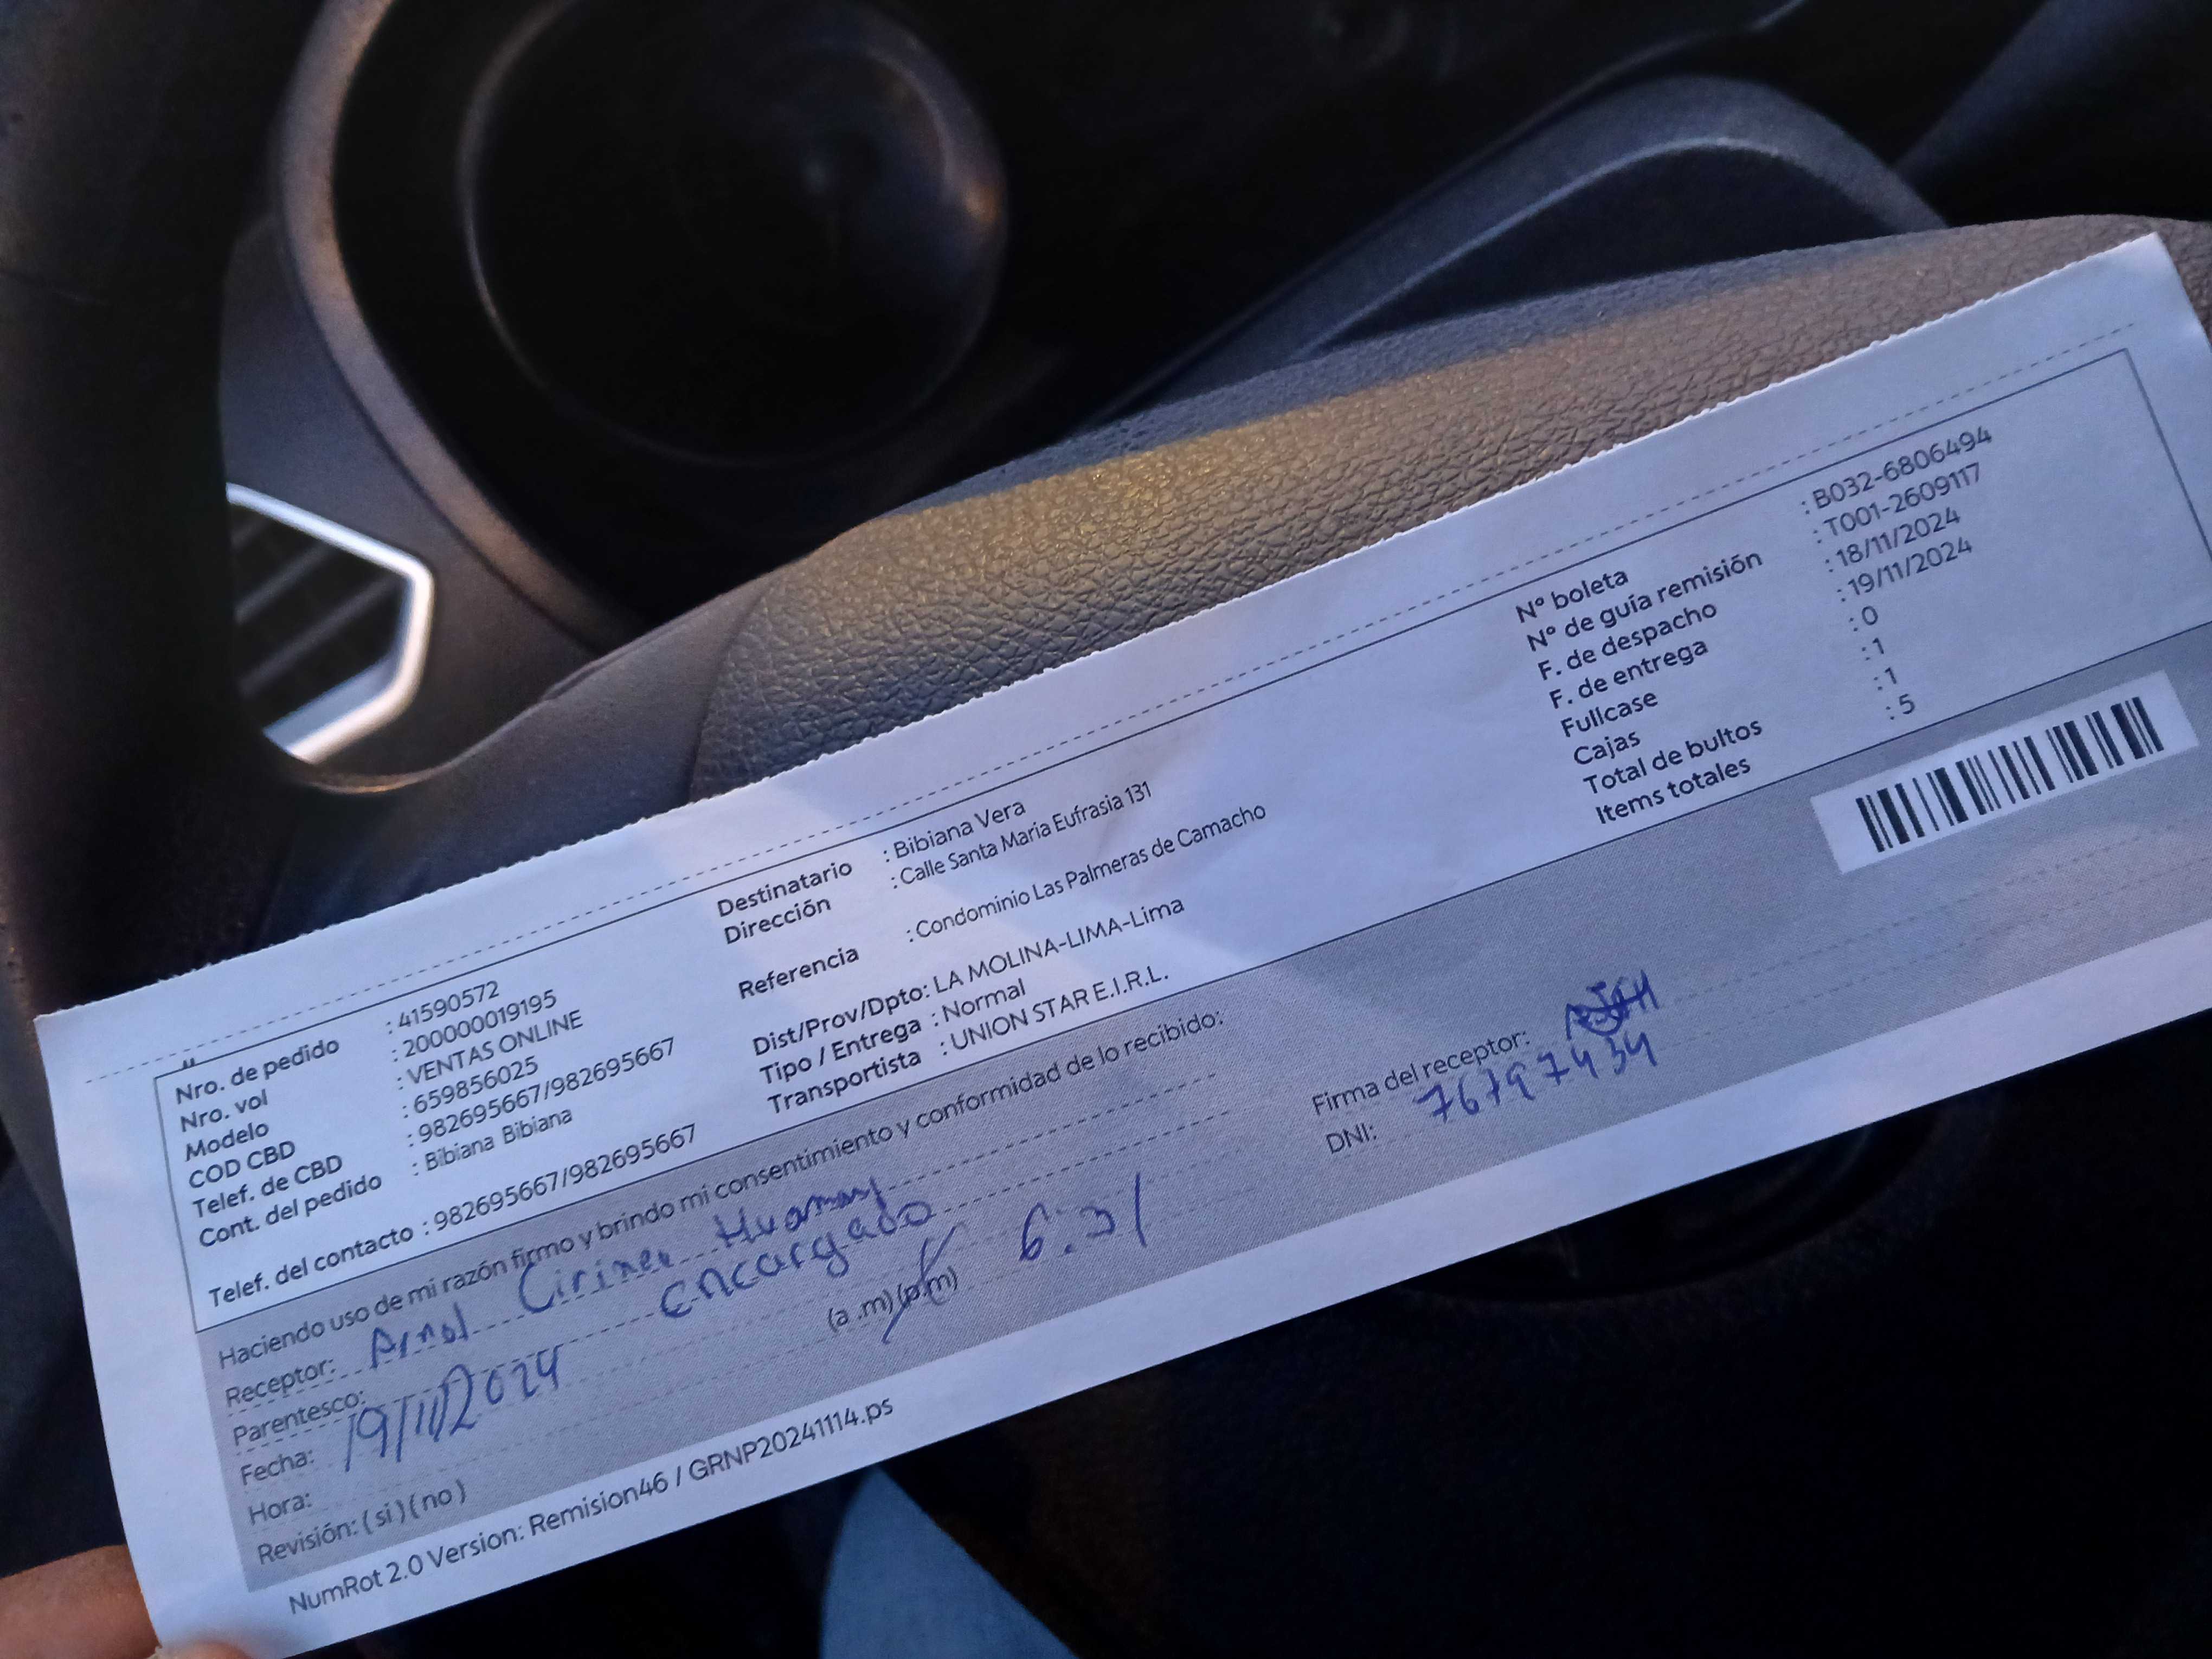 Nro. de pedido : 41590572
Nro. vol : 200000019195
Modelo : VENTAS ONLINE
COD CBD : 659856025
Telef. de CBD : 982695667/982695667
Cont. del pedido : Bibiana Bibiana
Telef. del contacto : 982695667/982695667
Destinatario : Bibiana Vera
Dirección : Calle Santa María Eufrasia 131
Referencia : Condominio Las Palmeras de Camacho
Dist/Prov/Dpto: LA MOLINA-LIMA-Lima
Tipo / Entrega : Normal
Transportista : UNION STAR E.I.R.L.
N° boleta : B032-6806494
N° de guía remisión : T001-2609117
F. de despacho : 18/11/2024
F. de entrega : 19/11/2024
Fullcase : 0
Cajas : 1
Total de bultos : 1
Items totales : 5
Haciendo uso de mi razón firmo y brindo mi consentimiento y conformidad de lo recibido:
Receptor: Arnol Cirineo Huamany
Parentesco: encargado
Fecha: 19/11/2024
Hora: (a .m) (p.m) 6:21
Revisión: ( si ) ( no )
Firma del receptor:
DNI: 76797434
NumRot 2.0 Version: Remision46 / GRNP20241114.ps